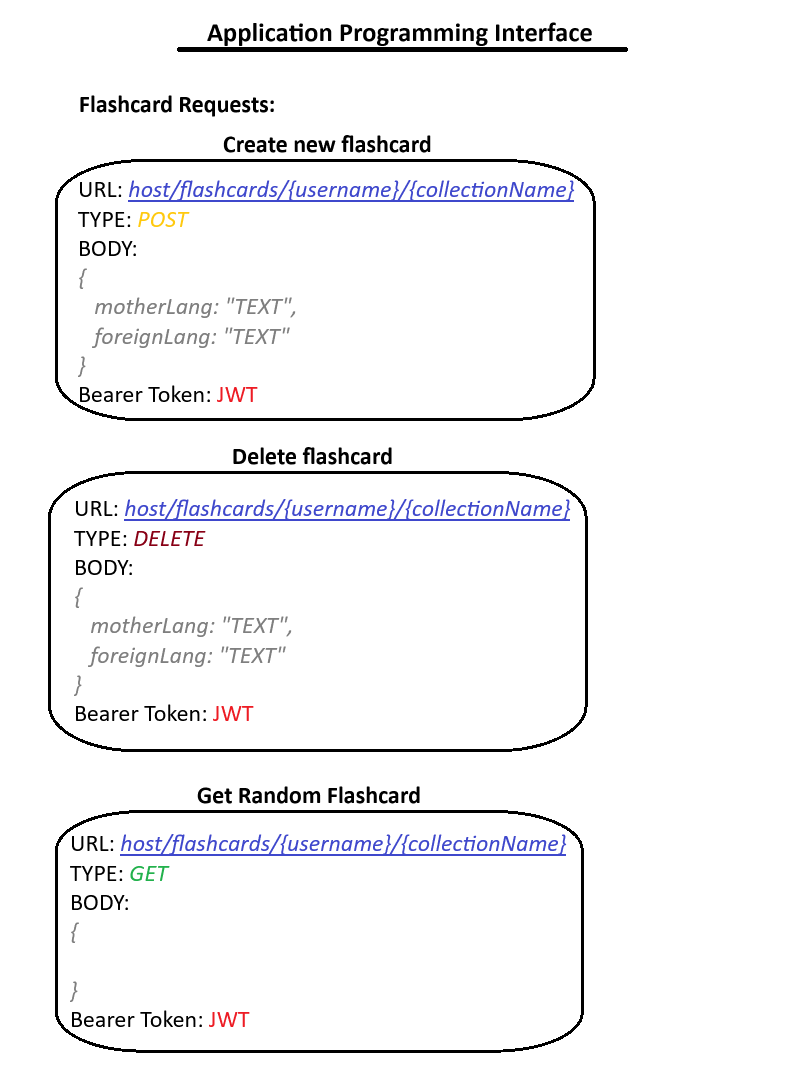 Application Programming Interface
Flashcard Requests:
Create new flashcard
URL: host/flashcards/{username}/{collectionName}
TYPE: POST
BODY:
{
motherLang: "TEXT",
foreignLang: "TEXT"
}
Bearer Token: JWT
Delete flashcard
URL: host/flashcards/{username}/{collectionName}
TYPE: DELETE
BODY:
{
motherLang: "TEXT",
foreignLang: "TEXT"
}
Bearer Token: JWT
Get Random Flashcard
URL: host/flashcards/{username}/{collectionName}
TYPE: GET
BODY:
{
}
Bearer Token: JWT